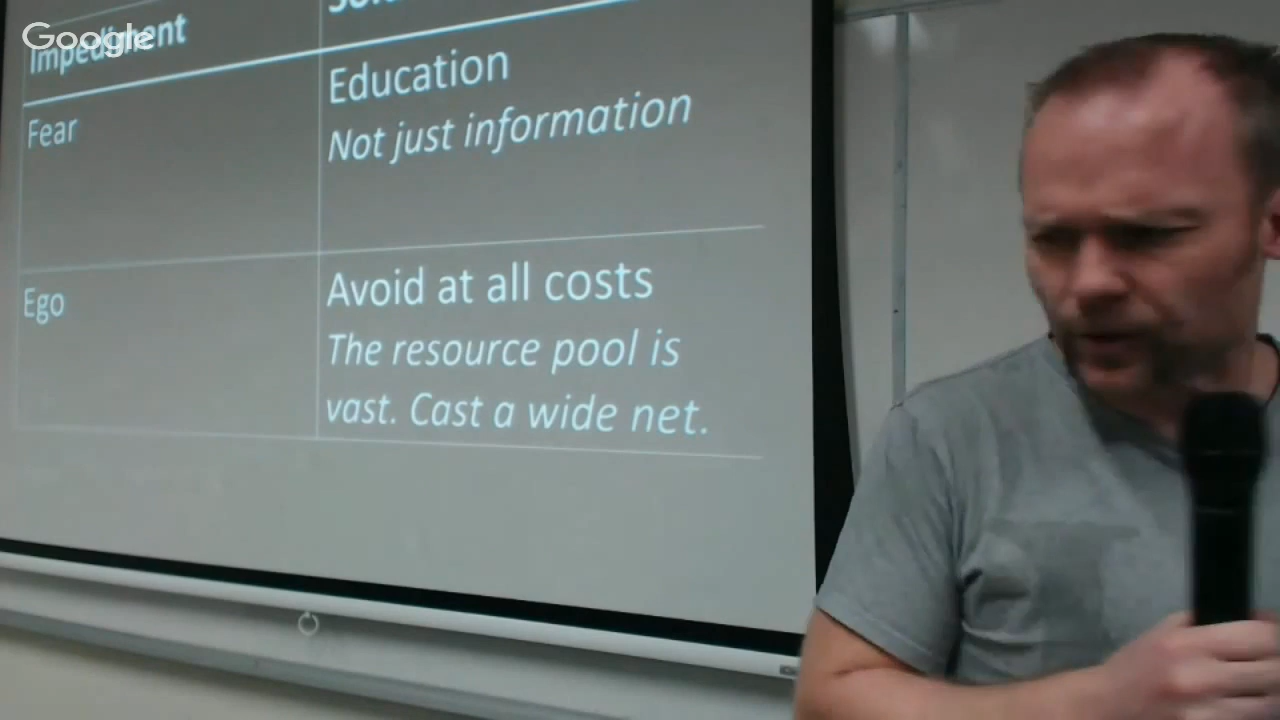 Google
Impediment
Fear
Education
Not just information
Ego
Avoid at all costs
The resource pool is
vast. Cast a wide net.